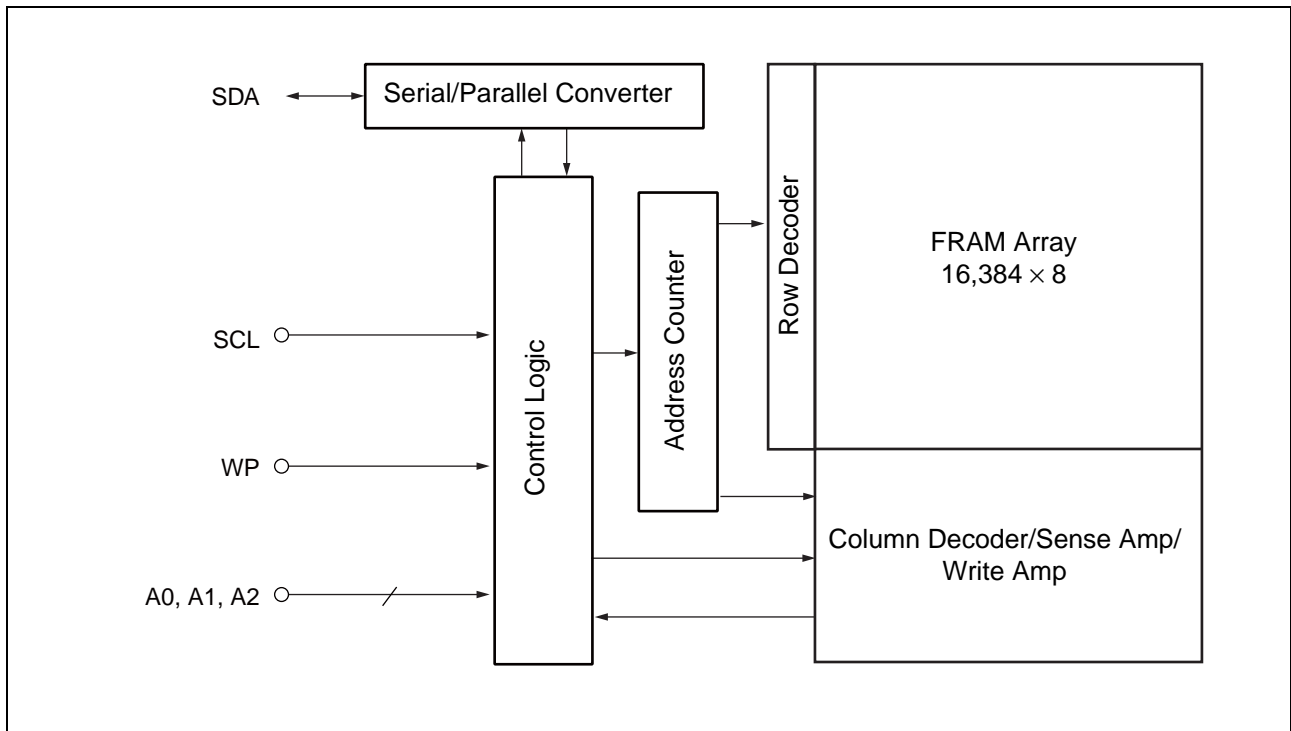 SDA
Serial/Parallel Converter
Row Decoder
FRAM Array
16,384 × 8
Address Counter
SCL
Control Logic
WP
Column Decoder/Sense Amp/
Write Amp
A0, A1, A2